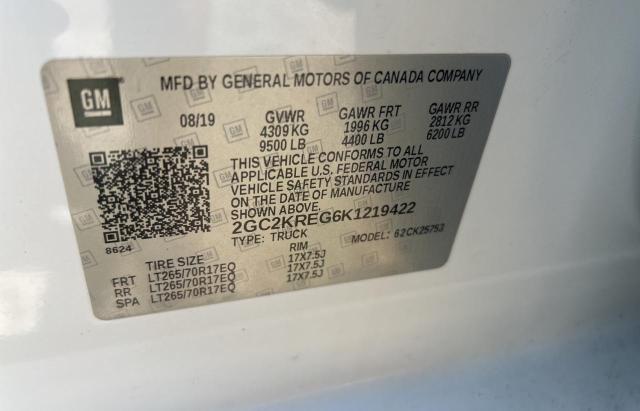 MFD BY GENERAL MOTORS OF CANADA COMPANY
GM
08/19 GVWR GAWR FRT GAWR RR
4309 KG 1996 KG 2812 KG
9500 LB 4400 LB 6200 LB
THIS VEHICLE CONFORMS TO ALL
APPLICABLE U.S. FEDERAL MOTOR
VEHICLE SAFETY STANDARDS IN EFFECT
ON THE DATE OF MANUFACTURE
SHOWN ABOVE.
2GC2KREG6K1219422
TYPE: TRUCK MODEL: 62CK25753
8624
TIRE SIZE RIM
FRT LT265/70R17EQ 17X7.5J
RR LT265/70R17EQ 17X7.5J
SPA LT265/70R17EQ 17X7.5J